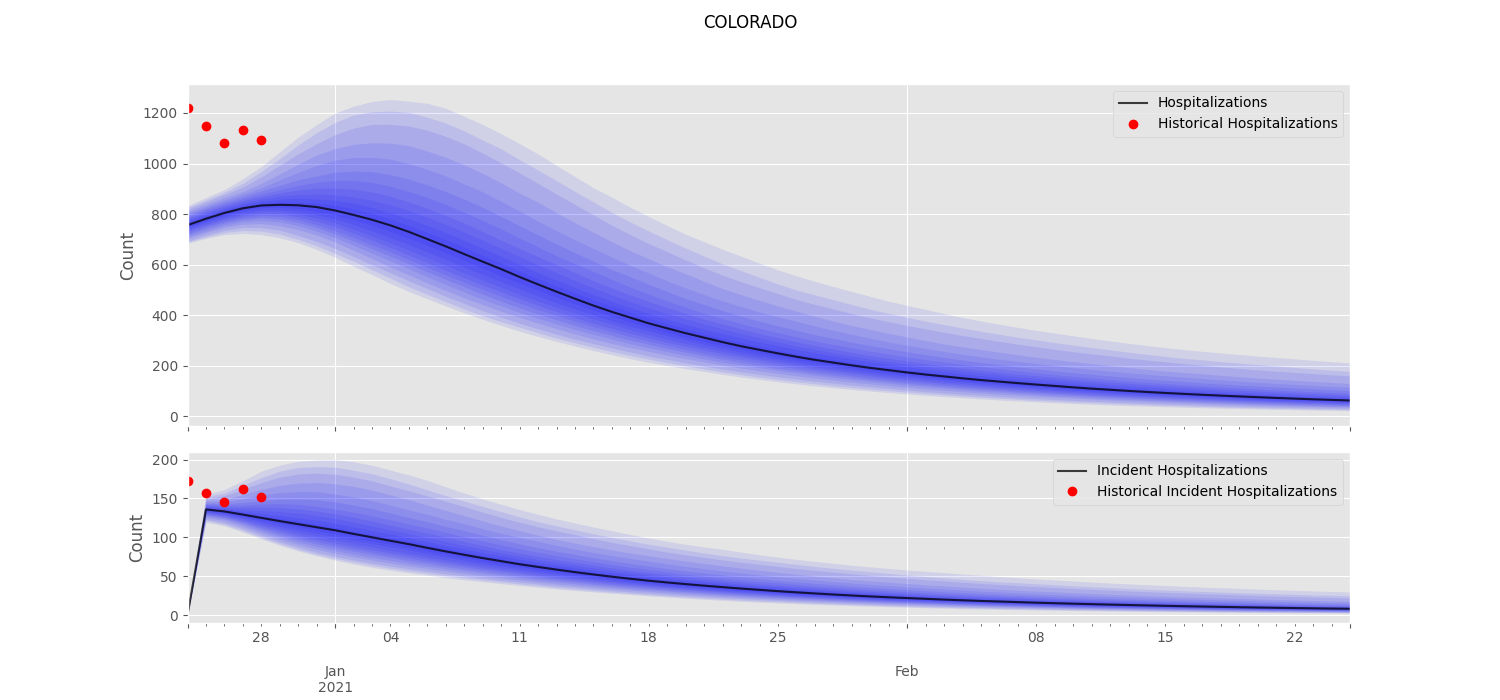 COLORADO
Count
1200
1000
800
600
400
200
0
Hospitalizations
Historical Hospitalizations
Count
200
150
100
50
0
Incident Hospitalizations
Historical Incident Hospitalizations
28 04 11 18 25 08 15 22
Jan Feb
2021